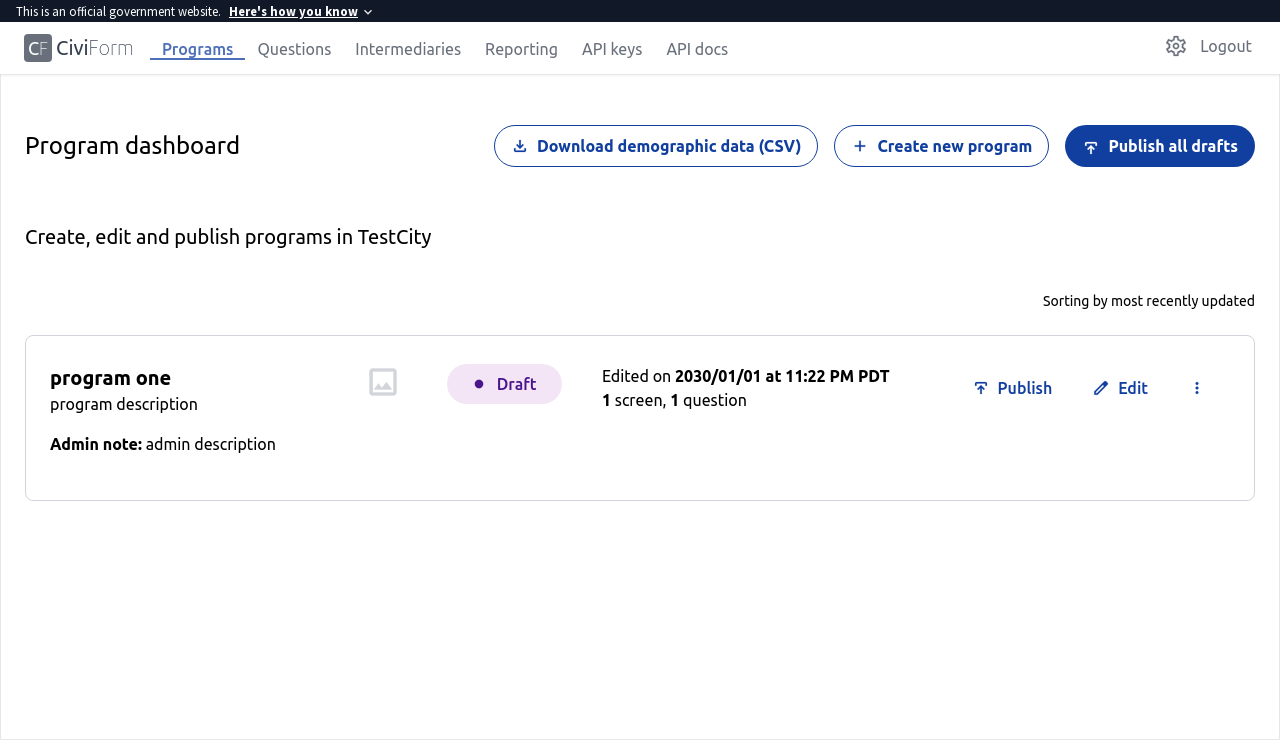 This is an official government website. Here's how you know
CF CiviForm Programs Questions Intermediaries Reporting API keys API docs Logout
Program dashboard Download demographic data (CSV) Create new program Publish all drafts
Create, edit and publish programs in TestCity
Sorting by most recently updated
program one
program description
Admin note: admin description
Draft
Edited on 2030/01/01 at 11:22 PM PDT
1 screen, 1 question
Publish Edit